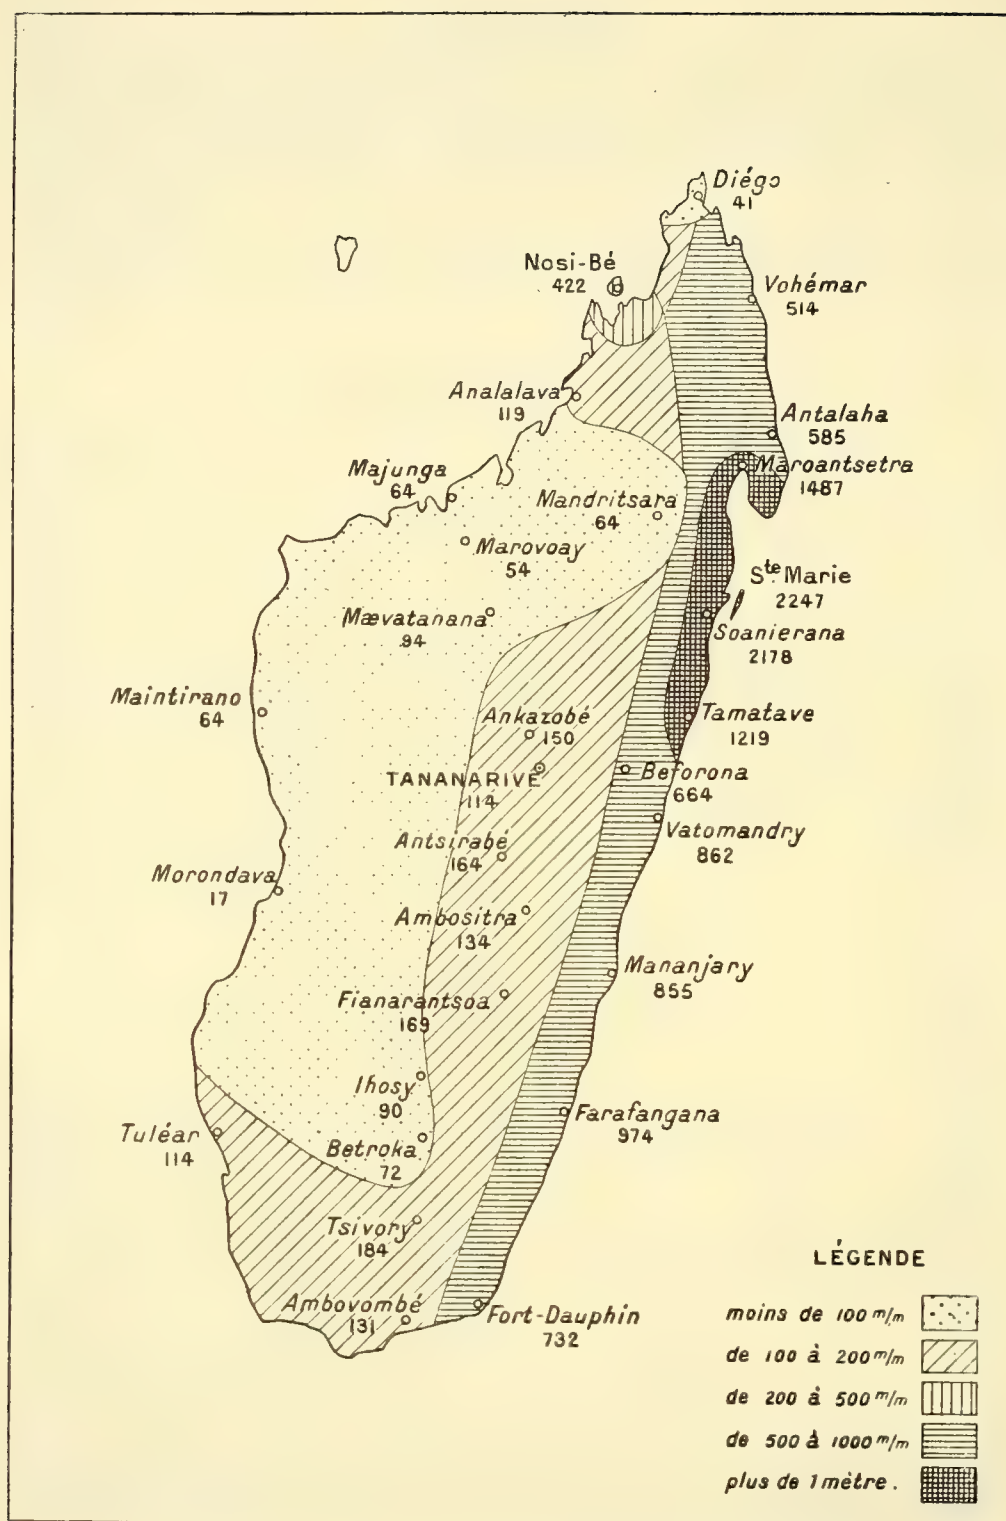 Diégo
41
Nosi-Bé
422
Vohémar
514
Analalava
119
Antalaha
585
Maroantsetra
1487
Majunga
64
Mandritsara
64
Marovoay
54
Ste Marie
2247
Mævatanana
94
Soanierana
2178
Maintirano
64
Ankazobé
150
Tamatave
1219
TANANARIVE
114
Beforona
664
Vatomandry
862
Antsirabé
164
Morondava
17
Ambositra
134
Mananjary
855
Fianarantsoa
169
Ihosy
90
Farafangana
974
Tuléar
114
Betroka
72
Tsivory
184
Ambovombé
131
Fort-Dauphin
732
LÉGENDE
moins de 100 m/m
de 100 à 200 m/m
de 200 à 500 m/m
de 500 à 1000 m/m
plus de 1 mètre.